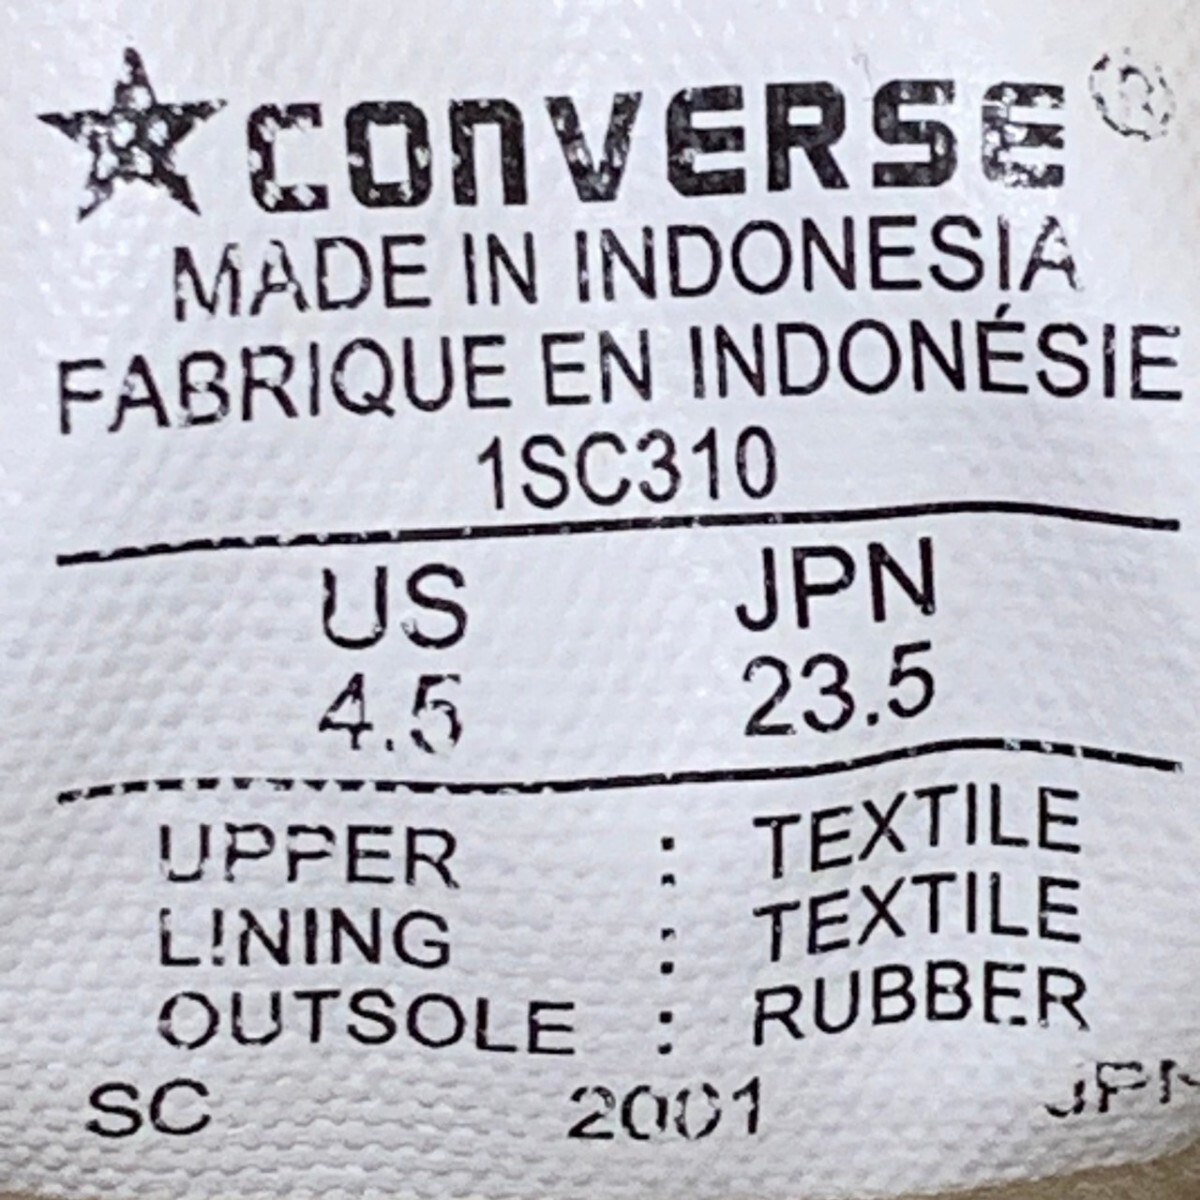 CONVERSE®
MADE IN INDONESIA
FABRIQUE EN INDONÉSIE
1SC310
US JPN
4.5 23.5
UPPER : TEXTILE
LINING : TEXTILE
OUTSOLE : RUBBER
SC 2001 JPN